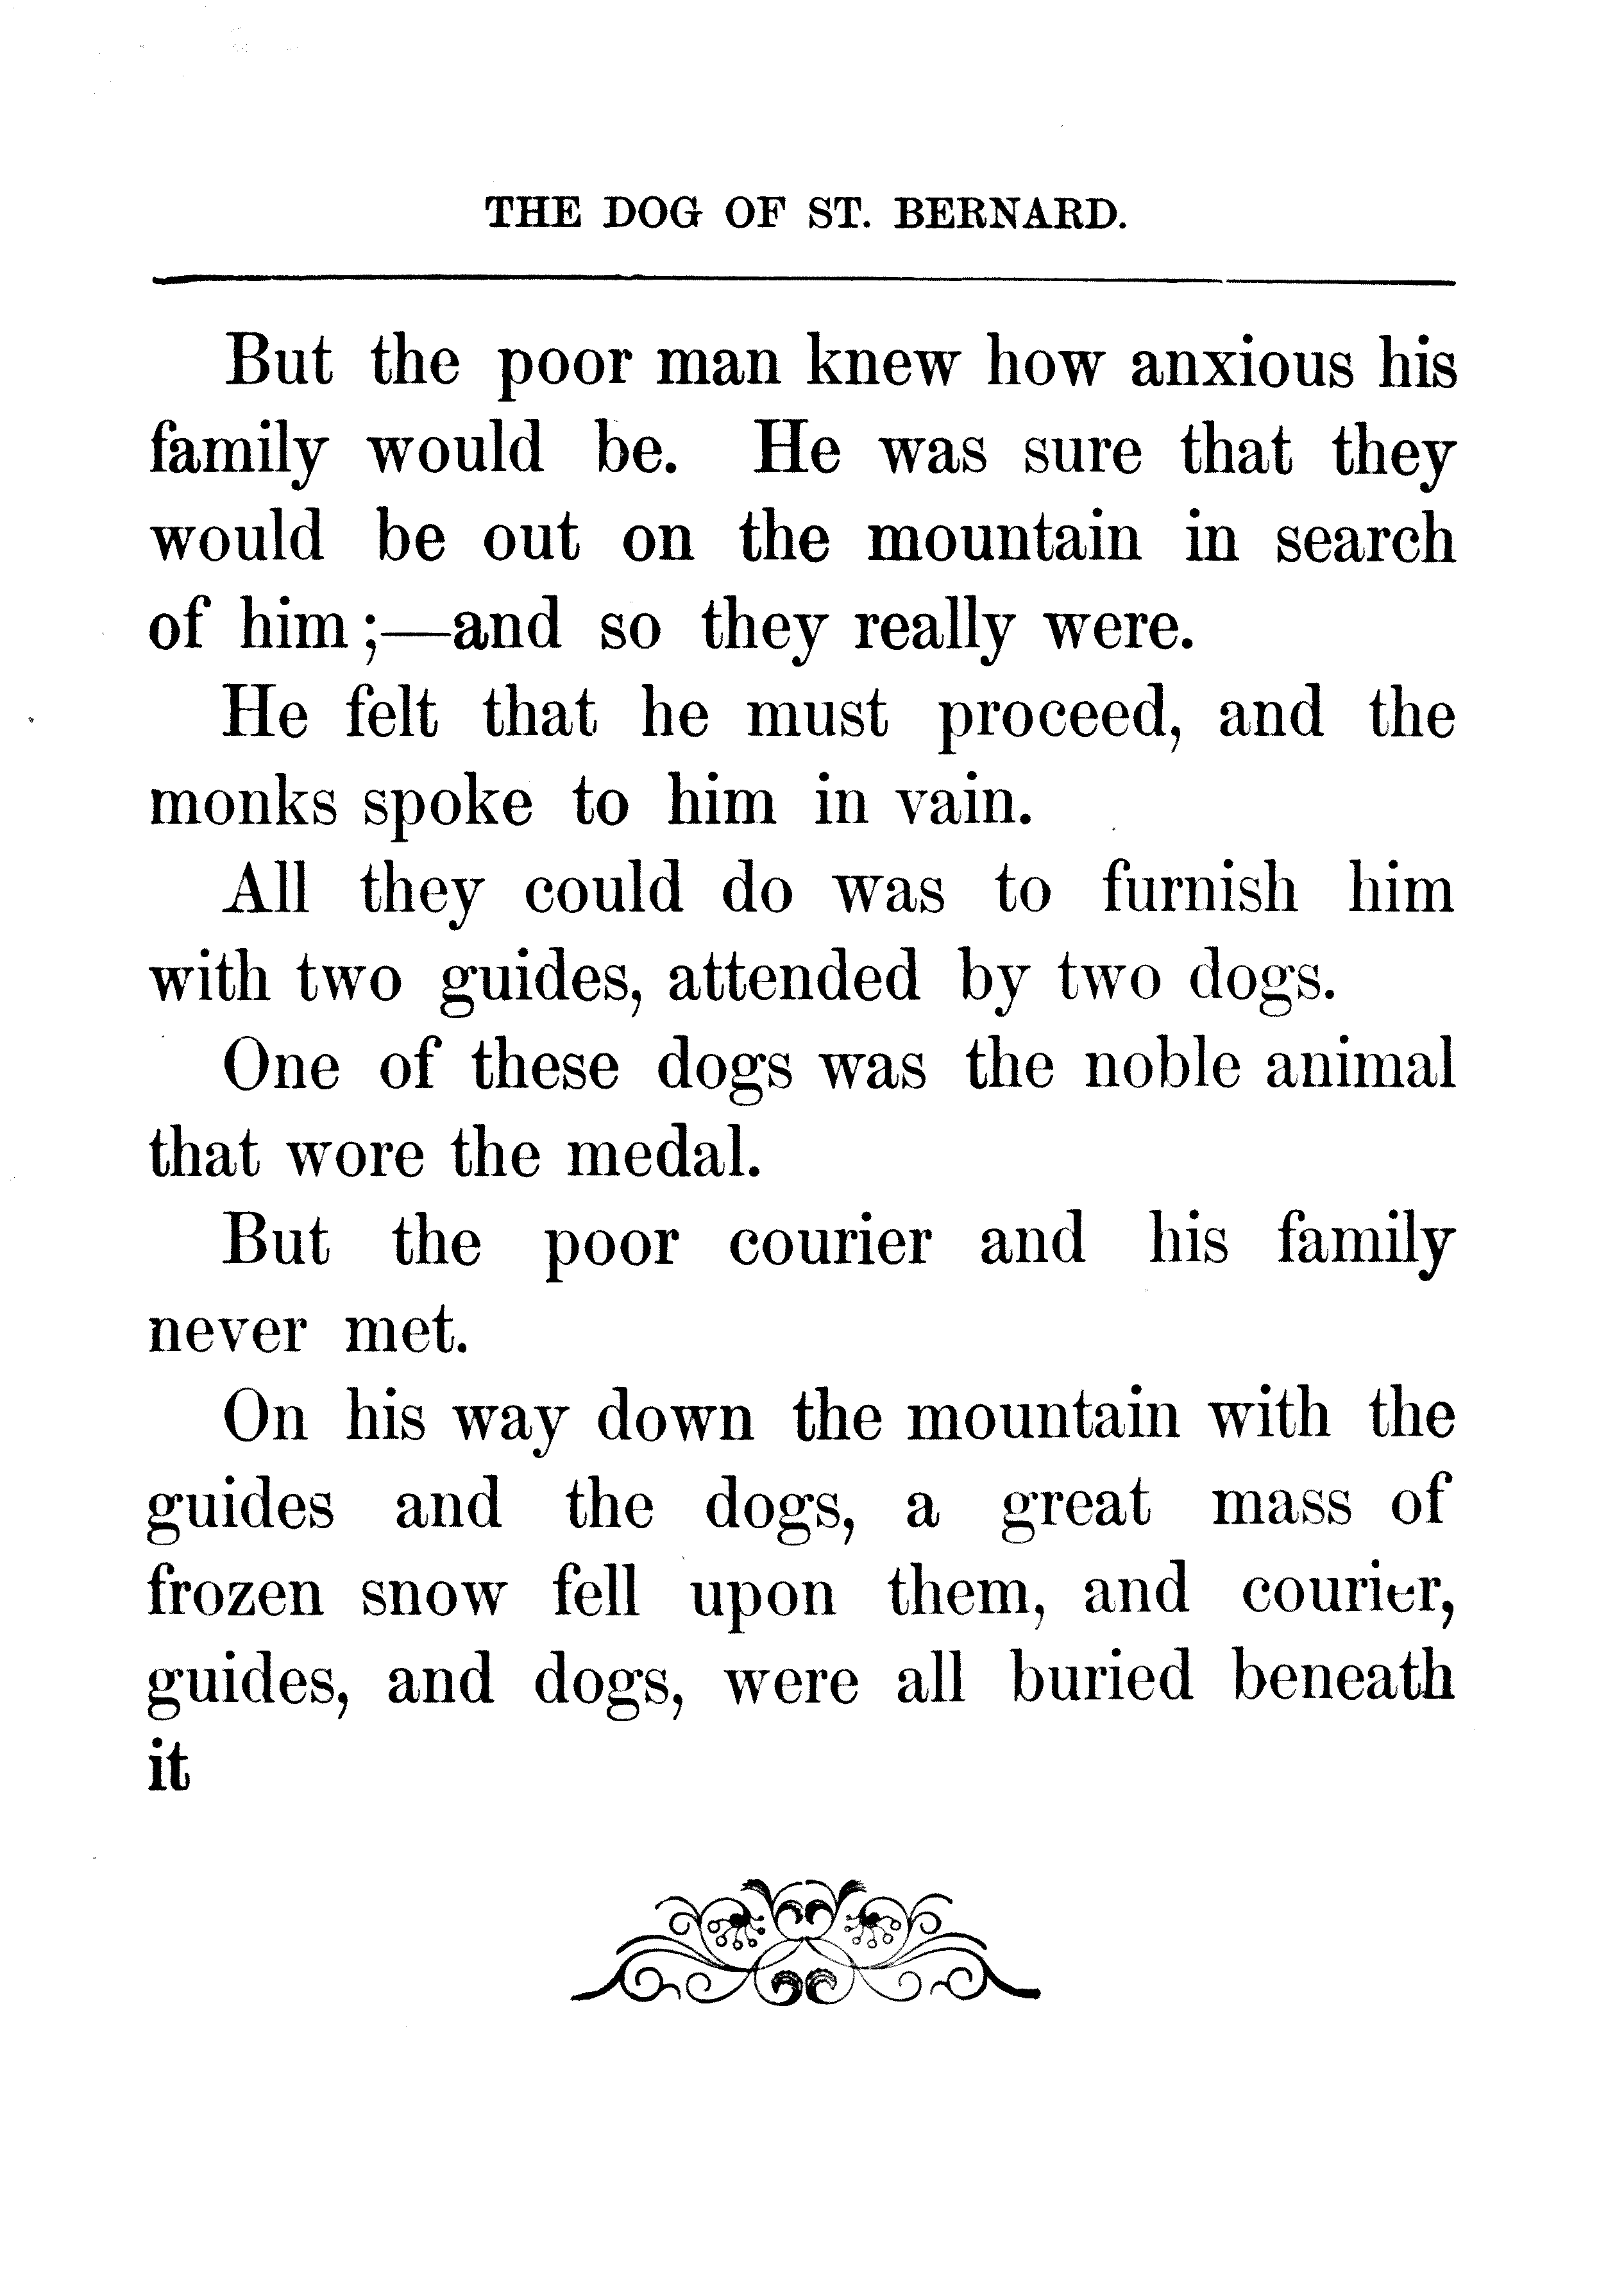 THE DOG OF ST. BERNARD.
But the poor man knew how anxious his
family would be. He was sure that they
would be out on the mountain in search
of him;—and so they really were.
He felt that he must proceed, and the
monks spoke to him in vain.
All they could do was to furnish him
with two guides, attended by two dogs.
One of these dogs was the noble animal
that wore the medal.
But the poor courier and his family
never met.
On his way down the mountain with the
guides and the dogs, a great mass of
frozen snow fell upon them, and courier,
guides, and dogs, were all buried beneath
it